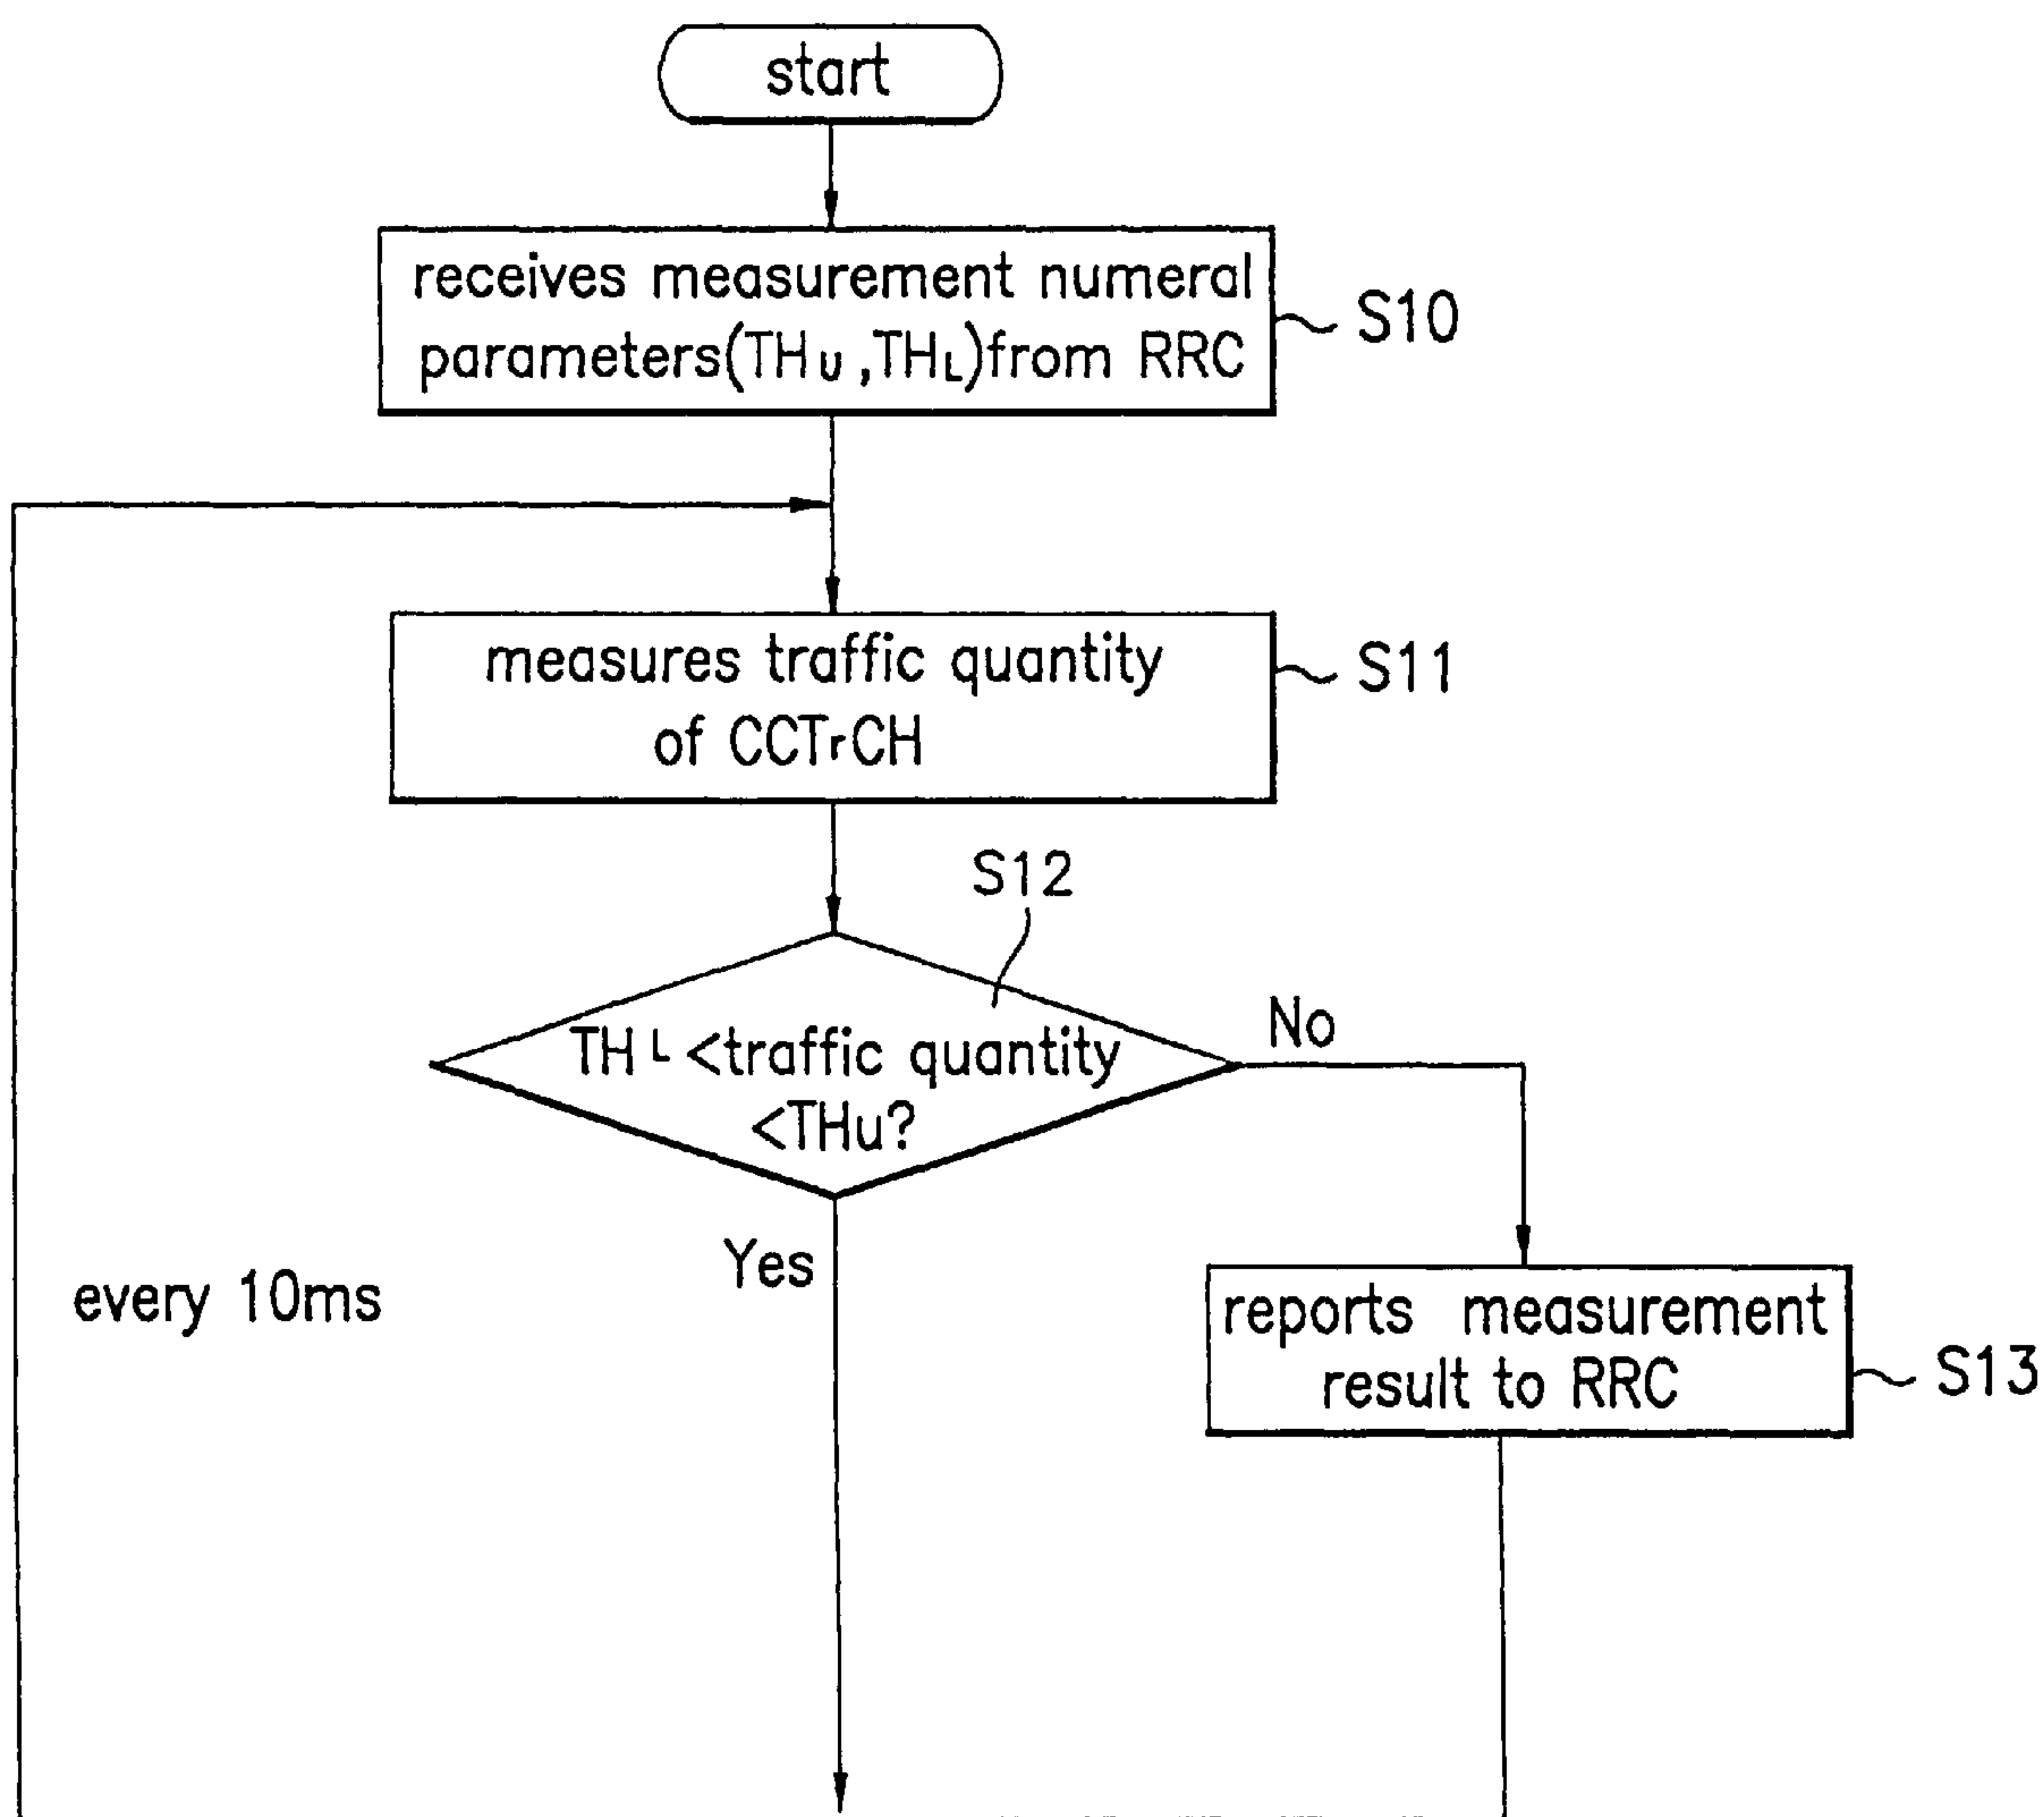 start
receives measurement numeral
parameters(THU,THL)from RRC
S10
measures traffic quantity
of CCTrCH
S11
S12
THL<traffic quantity
<THu?
No
Yes
every 10ms
reports measurement
result to RRC
S13